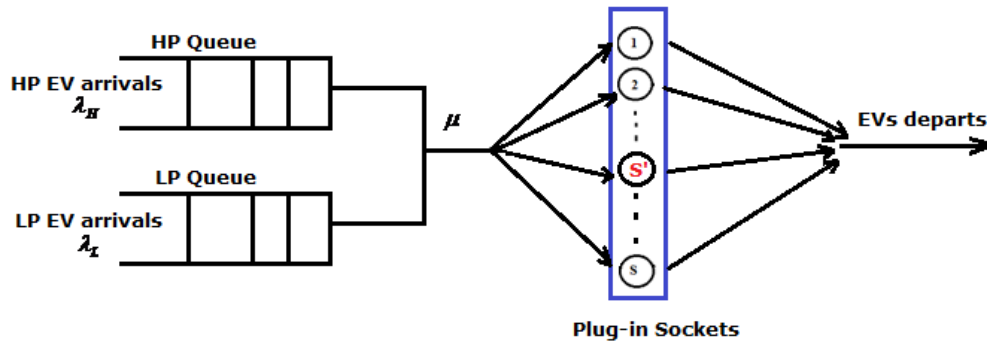 HP Queue
HP EV arrivals
λH
LP Queue
LP EV arrivals
λL
μ
1
2
S'
S
EVs departs
Plug-in Sockets